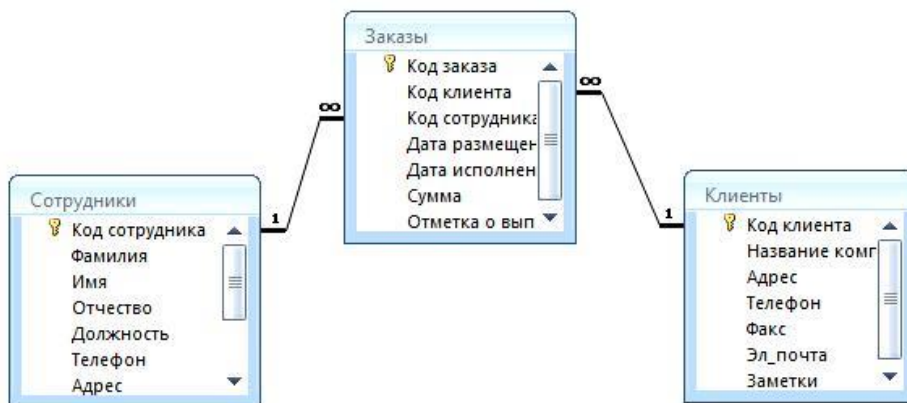 Заказы
Код заказа
Код клиента
Код сотрудника
Дата размещен
Дата исполнен
Сумма
Отметка о вып
∞
∞
Сотрудники
1
Код сотрудника
Фамилия
Имя
Отчество
Должность
Телефон
Адрес
Клиенты
1
Код клиента
Название комп
Адрес
Телефон
Факс
Эл_почта
Заметки